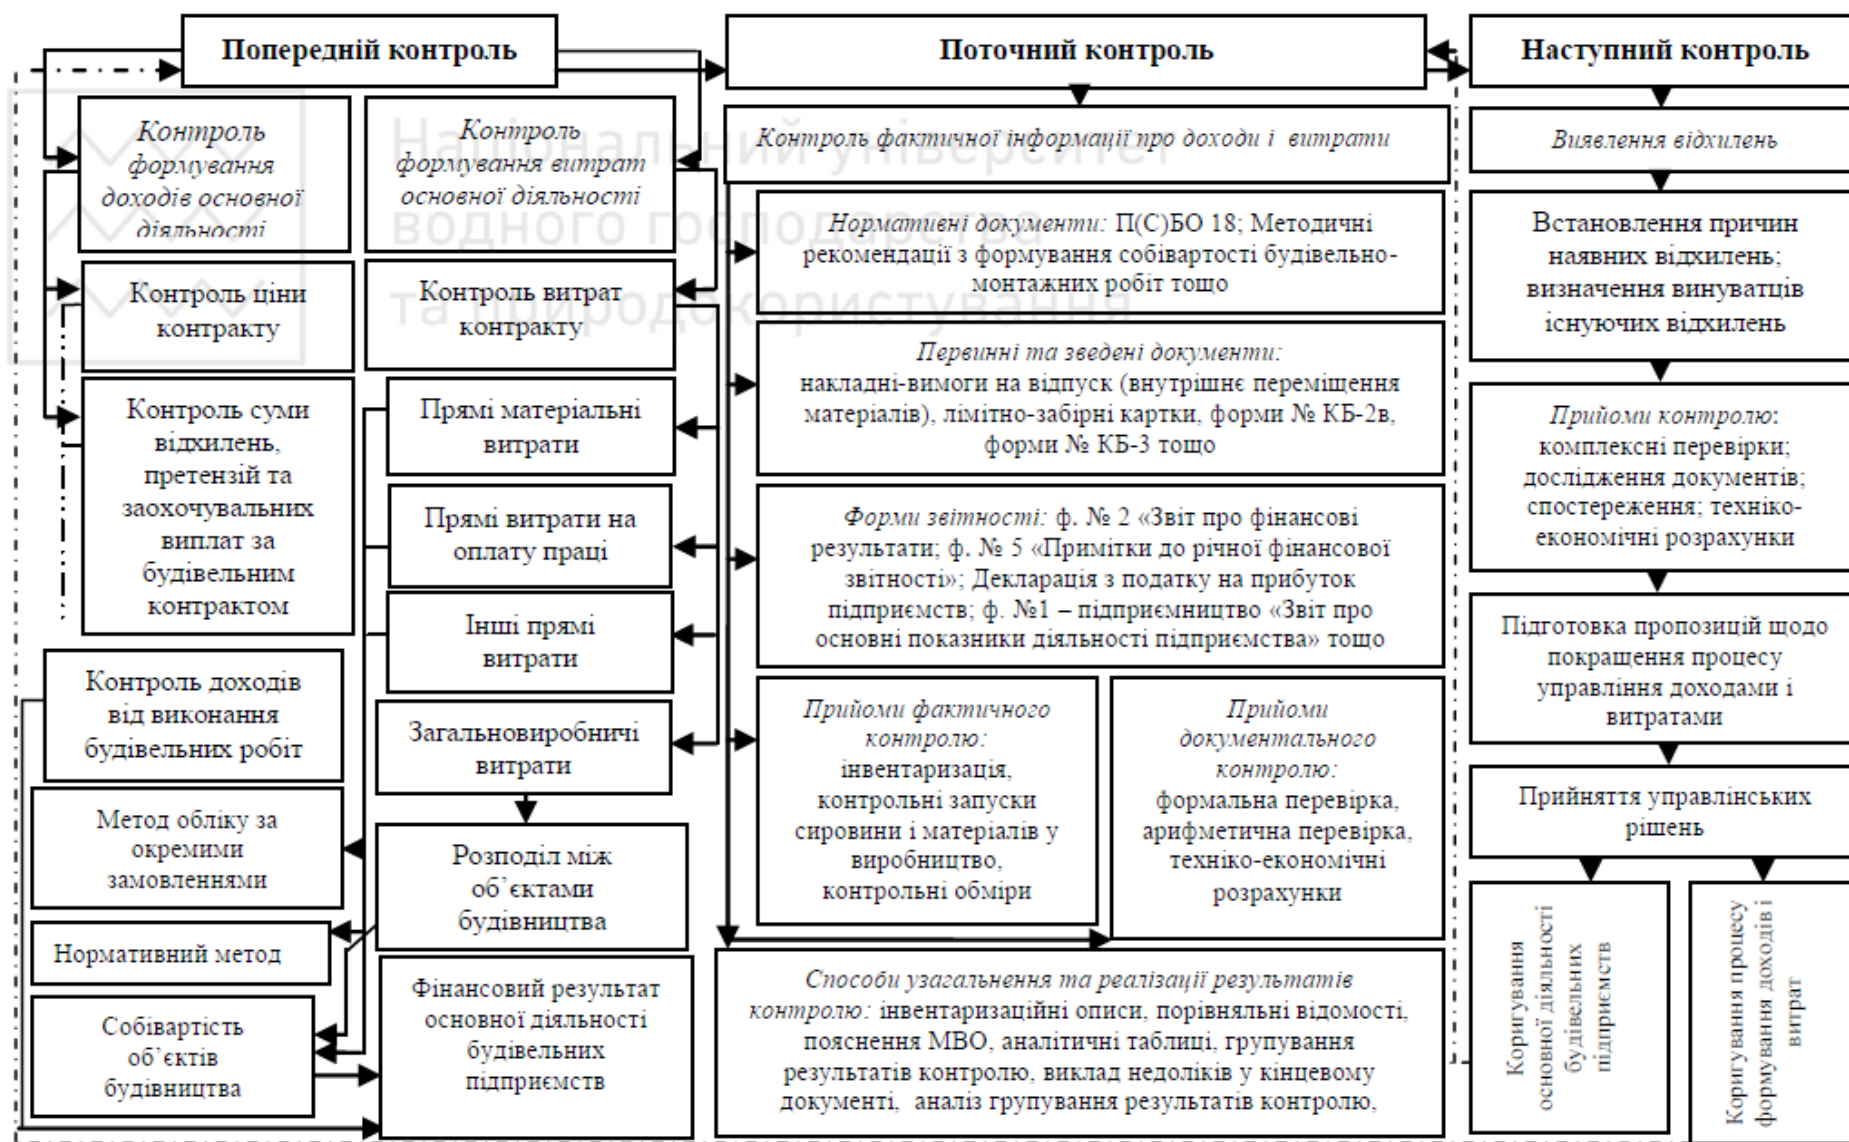 Попередній контроль
Контроль
формування
доходів основної
діяльності
Контроль
формування витрат
основної діяльності
Контроль ціни
контракту
Контроль витрат
контракту
Контроль суми
відхилень,
претензій та
заохочувальних
виплат за
будівельним
контрактом
Прямі матеріальні
витрати
Прямі витрати на
оплату праці
Інші прямі
витрати
Контроль доходів
від виконання
будівельних робіт
Загальновиробничі
витрати
Метод обліку за
окремими
замовленнями
Розподіл між
об’єктами
будівництва
Нормативний метод
Собівартість
об’єктів
будівництва
Фінансовий результат
основної діяльності
будівельних
підприємств
Поточний контроль
Контроль фактичної інформації про доходи і витрати
Нормативні документи: П(С)БО 18; Методичні
рекомендації з формування собівартості будівельно-
монтажних робіт тощо
Первинні та зведені документи:
накладні-вимоги на відпуск (внутрішнє переміщення
матеріалів), лімітно-забірні картки, форми № КБ-2в,
форми № КБ-3 тощо
Форми звітності: ф. № 2 «Звіт про фінансові
результати; ф. № 5 «Примітки до річної фінансової
звітності»; Декларація з податку на прибуток
підприємств; ф. №1 – підприємництво «Звіт про
основні показники діяльності підприємства» тощо
Прийоми фактичного
контролю:
інвентаризація,
контрольні запуски
сировини і матеріалів у
виробництво,
контрольні обміри
Прийоми
документального
контролю:
формальна перевірка,
арифметична перевірка,
техніко-економічні
розрахунки
Способи узагальнення та реалізації результатів
контролю: інвентаризаційні описи, порівняльні відомості,
пояснення МВО, аналітичні таблиці, групування
результатів контролю, виклад недоліків у кінцевому
документі, аналіз групування результатів контролю,
Наступний контроль
Виявлення відхилень
Встановлення причин
наявних відхилень;
визначення винуватців
існуючих відхилень
Прийоми контролю:
комплексні перевірки;
дослідження документів;
спостереження; техніко-
економічні розрахунки
Підготовка пропозицій щодо
покращення процесу
управління доходами і
витратами
Прийняття управлінських
рішень
Коригування
основної діяльності
будівельних
підприємств
Коригування процесу
формування доходів і
витрат
Національний університет
водного господарства
та природокористування